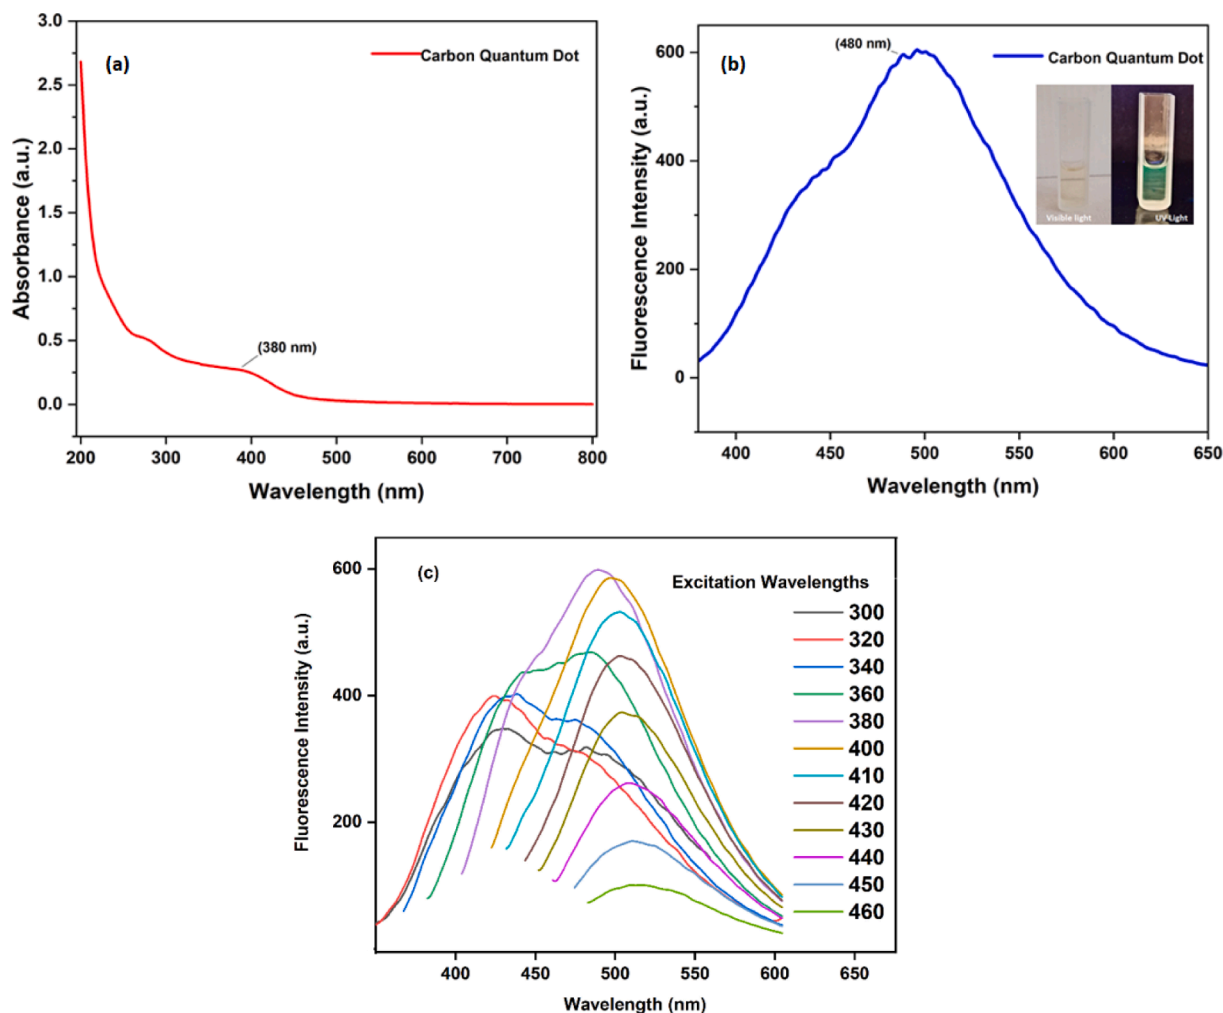 (a)
Carbon Quantum Dot
3.0
2.5
2.0
1.5
1.0
0.5
0.0
(380 nm)
200 300 400 500 600 700 800
Absorbance (a.u.)
Wavelength (nm)
(b)
(480 nm)
Carbon Quantum Dot
600
400
200
0
Visible light
UV Light
400 450 500 550 600 650
Fluorescence Intensity (a.u.)
Wavelength (nm)
(c)
Excitation Wavelengths
300
320
340
360
380
400
410
420
430
440
450
460
600
400
200
400 450 500 550 600 650
Fluorescence Intensity (a.u.)
Wavelength (nm)